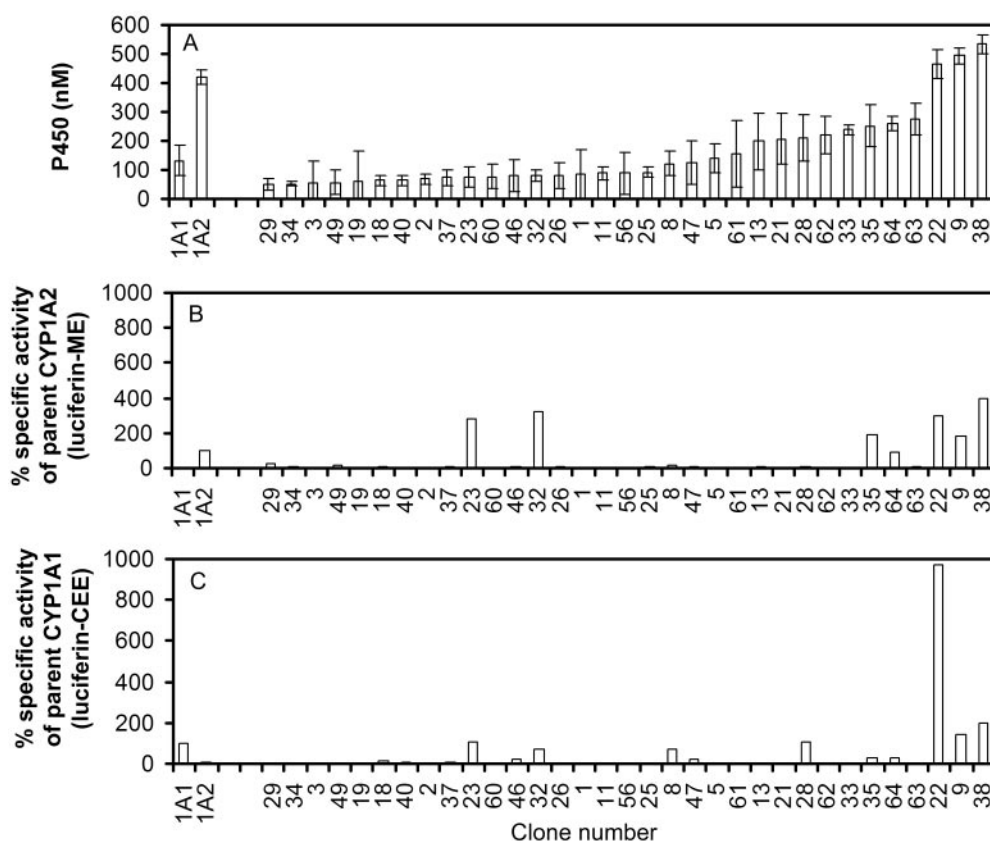 A
P450 (nM)
600
500
400
300
200
100
0
1A1 1A2 29 34 3 49 19 18 40 2 37 23 60 46 32 26 1 11 56 25 8 47 5 61 13 21 28 62 33 35 64 63 22 9 38
B
% specific activity
of parent CYP1A2
(luciferin-ME)
1000
800
600
400
200
0
1A1 1A2 29 34 3 49 19 18 40 2 37 23 60 46 32 26 1 11 56 25 8 47 5 61 13 21 28 62 33 35 64 63 22 9 38
C
% specific activity
of parent CYP1A1
(luciferin-CEE)
1000
800
600
400
200
0
1A1 1A2 29 34 3 49 19 18 40 2 37 23 60 46 32 26 1 11 56 25 8 47 5 61 13 21 28 62 33 35 64 63 22 9 38
Clone number